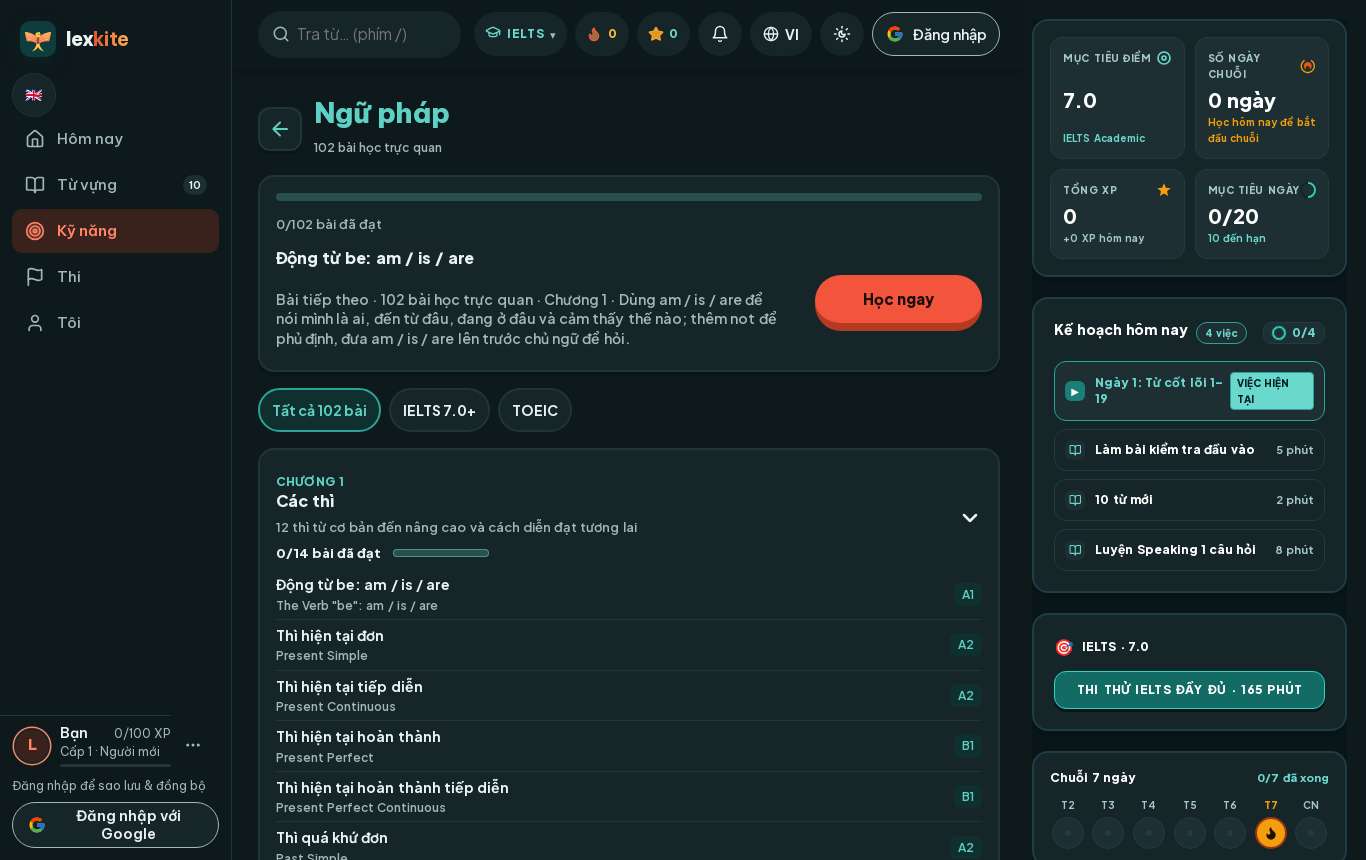 lexkite
Hôm nay
Từ vựng
10
Kỹ năng
Thi
Tôi
L
Bạn
0/100 XP
Cấp 1 · Người mới
Đăng nhập để sao lưu & đồng bộ
Đăng nhập với
Google
Từ... (phím /)
IELTS
0
0
VI
Đăng nhập
Ngữ pháp
102 bài học trực quan
0/102 bài đã đạt
Động từ be: am / is / are
Bài tiếp theo · 102 bài học trực quan · Chương 1 · Dùng am / is / are để
nói mình là ai, đến từ đâu, đang ở đâu và cảm thấy thế nào; thêm not để
phủ định, đưa am / is / are lên trước chủ ngữ để hỏi.
Học ngay
Tất cả 102 bài
IELTS 7.0+
TOEIC
CHƯƠNG 1
Các thì
12 thì từ cơ bản đến nâng cao và cách diễn đạt tương lai
0/14 bài đã đạt
Động từ be: am / is / are
The Verb "be": am / is / are
A1
Thì hiện tại đơn
Present Simple
A2
Thì hiện tại tiếp diễn
Present Continuous
A2
Thì hiện tại hoàn thành
Present Perfect
B1
Thì hiện tại hoàn thành tiếp diễn
Present Perfect Continuous
B1
Thì quá khứ đơn
Past Simple
A2
MỤC TIÊU ĐIỂM
7.0
IELTS Academic
SỐ NGÀY
CHUỖI
0 ngày
Học hôm nay để bắt
đầu chuỗi
TỔNG XP
0
+0 XP hôm nay
MỤC TIÊU NGÀY
0/20
10 đến hạn
Kế hoạch hôm nay
4 việc
0/4
Ngày 1: Từ cốt lõi 1–
19
VIỆC HIỆN
TẠI
Làm bài kiểm tra đầu vào
5 phút
10 từ mới
2 phút
Luyện Speaking 1 câu hỏi
8 phút
IELTS · 7.0
THI THỬ IELTS ĐẦY ĐỦ · 165 PHÚT
Chuỗi 7 ngày
0/7 đã xong
T2
T3
T4
T5
T6
T7
CN